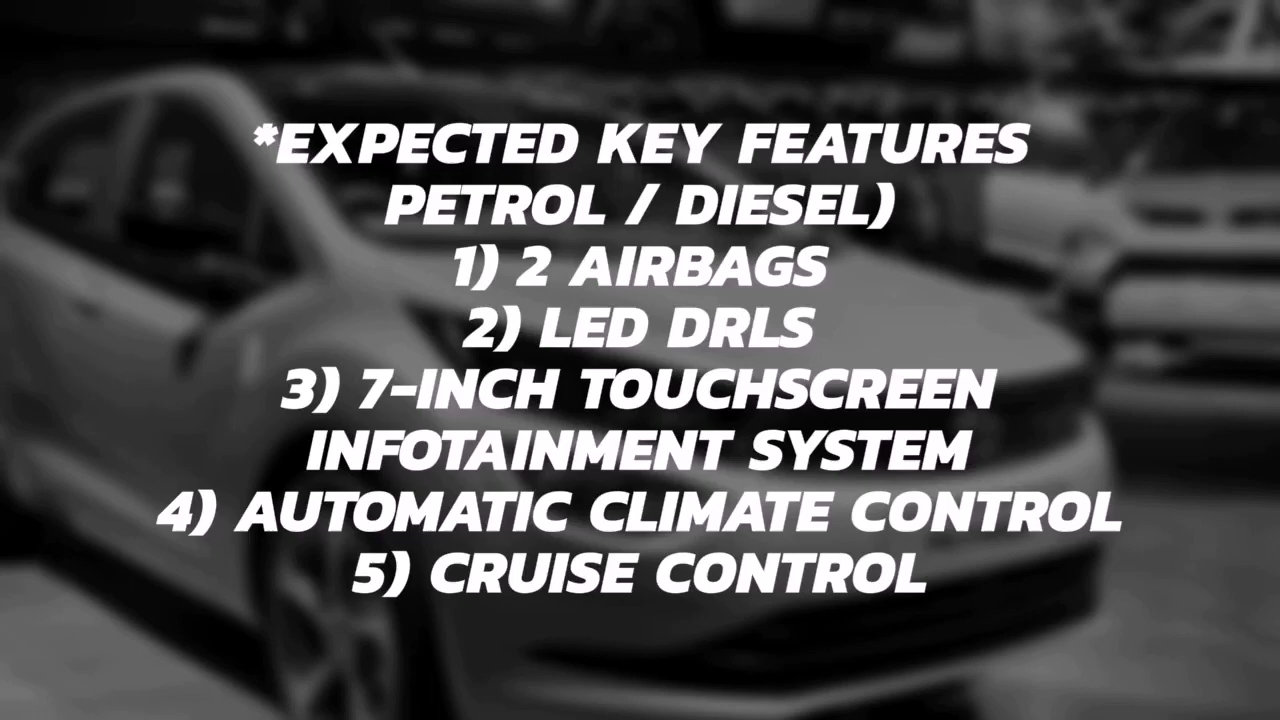 *EXPECTED KEY FEATURES
PETROL / DIESEL)
1) 2 AIRBAGS
2) LED DRLS
3) 7-INCH TOUCHSCREEN
INFOTAINMENT SYSTEM
4) AUTOMATIC CLIMATE CONTROL
5) CRUISE CONTROL